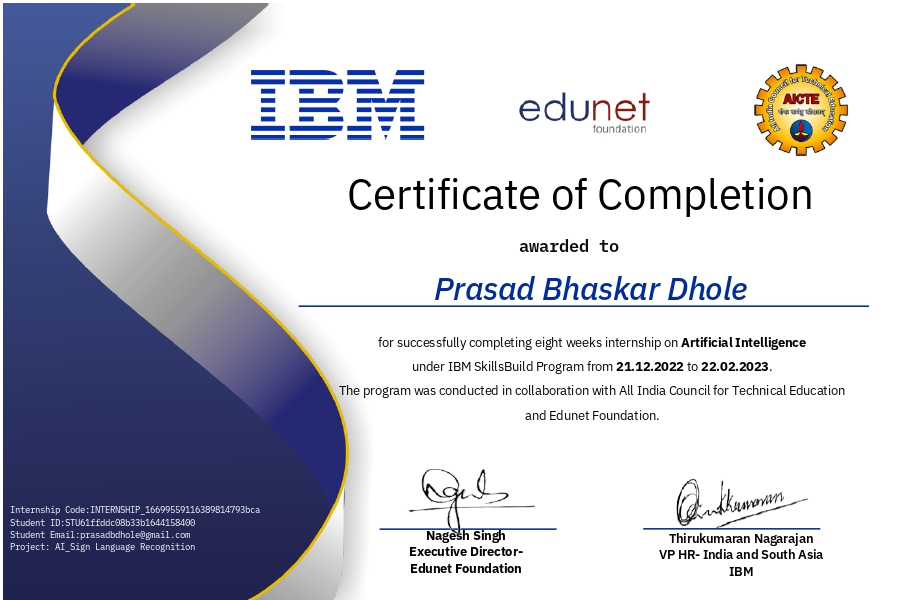 IBM
edunet
foundation
All India Council for Technical Education
AICTE
Certificate of Completion
awarded to
Prasad Bhaskar Dhole
for successfully completing eight weeks internship on Artificial Intelligence
under IBM SkillsBuild Program from 21.12.2022 to 22.02.2023.
The program was conducted in collaboration with All India Council for Technical Education
and Edunet Foundation.
Internship Code:INTERNSHIP_16699559116389814793bca
Student ID:STU61ffddc08b33b1644158400
Student Email:prasadbdhole@gmail.com
Project: AI_Sign Language Recognition
Nagesh Singh
Executive Director-
Edunet Foundation
Thirukumaran Nagarajan
VP HR- India and South Asia
IBM